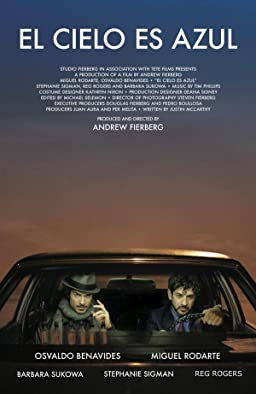 EL CIELO ES AZUL
STUDIO FIERBERG IN ASSOCIATION WITH TETE FILMS PRESENTS
A PRODUCTION OF A FILM BY ANDREW FIERBERG
MIGUEL RODARTE, OSVALDO BENAVIDES • "EL CIELO ES AZUL"
STEPHANIE SIGMAN, REG ROGERS AND BARBARA SUKOWA • MUSIC BY TIM PHILLIPS
COSTUME DESIGNER KATHRYN NIXON • PRODUCTION DESIGNER DEANA SIDNEY
EDITED BY MICHAEL SELEMON • DIRECTOR OF PHOTOGRAPHY STEVEN FIERBERG
EXECUTIVE PRODUCERS DOUGLAS FIERBERG AND PEDRO BOULLOSA
PRODUCERS JUAN AURA AND PER MELITA • WRITTEN BY JUSTIN MCCARTHY
PRODUCED AND DIRECTED BY
ANDREW FIERBERG
OSVALDO BENAVIDES MIGUEL RODARTE
BARBARA SUKOWA STEPHANIE SIGMAN REG ROGERS